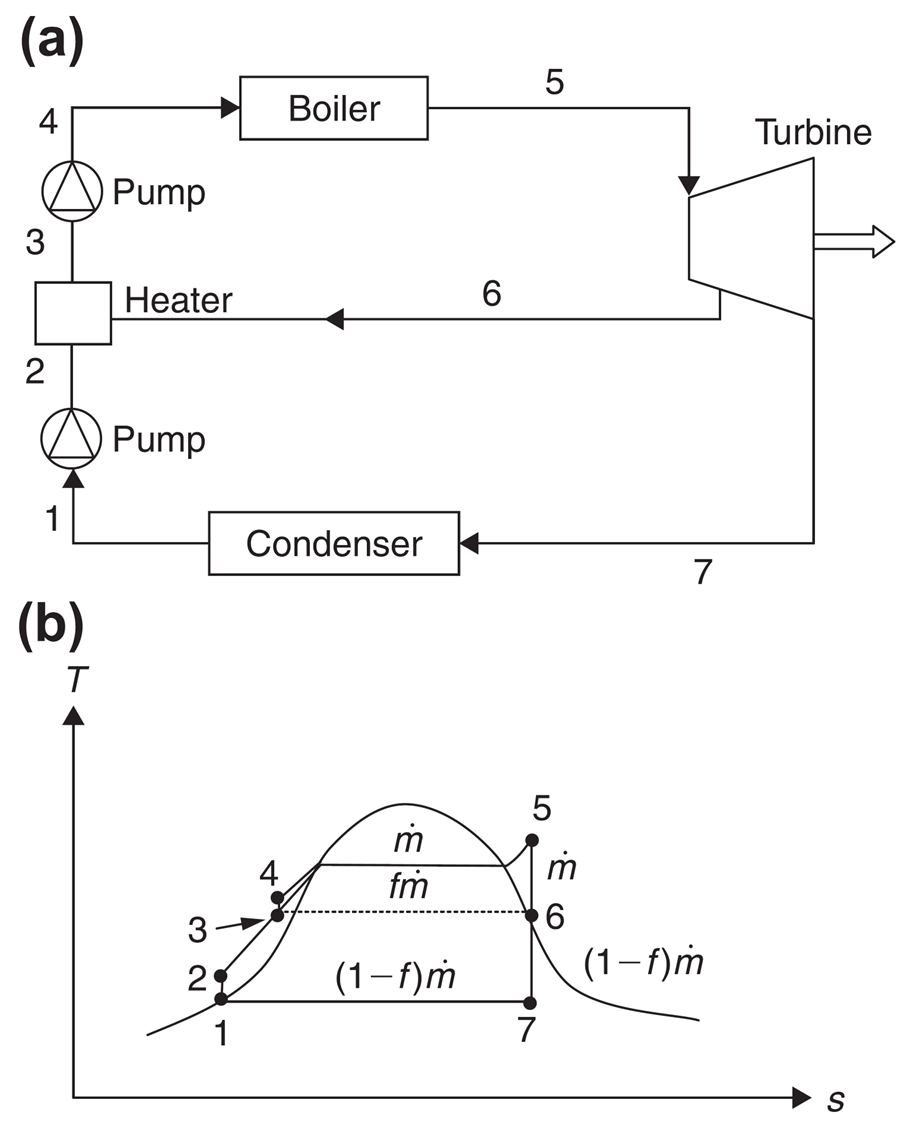 (a)
5
4
Boiler
Turbine
Pump
3
6
Heater
2
Pump
1
Condenser
7
(b)
T
5
ṁ
ṁ
4
fṁ
3
6
2
(1−f)ṁ
(1−f)ṁ
1
7
s